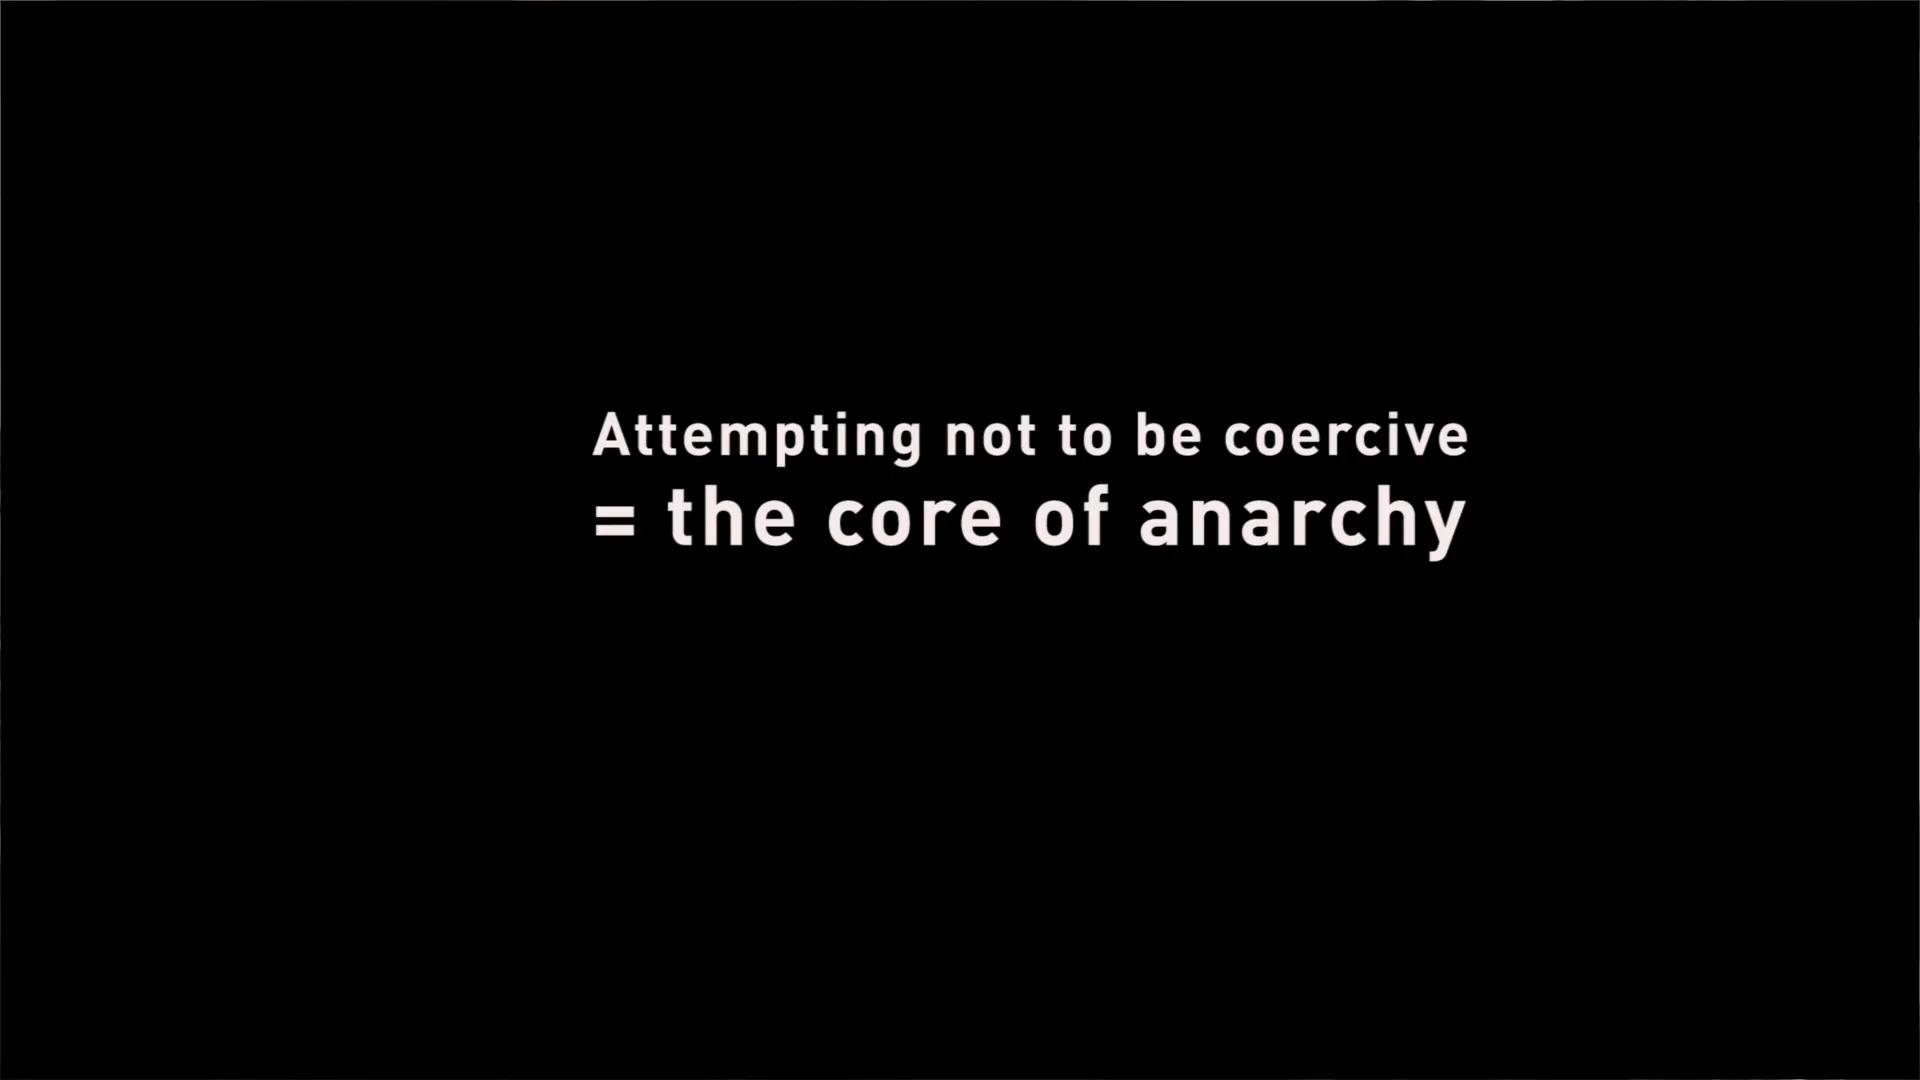 Attempting not to be coercive
= the core of anarchy